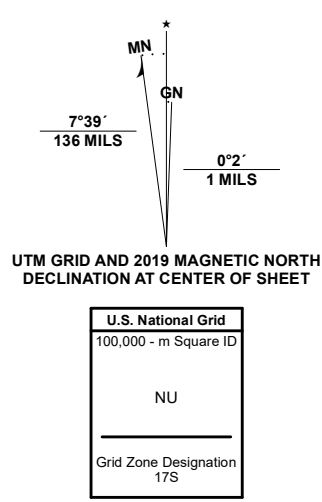 ★
MN
GN
7°39´
136 MILS
0°2´
1 MILS
UTM GRID AND 2019 MAGNETIC NORTH
DECLINATION AT CENTER OF SHEET
U.S. National Grid
100,000 - m Square ID
NU
Grid Zone Designation
17S